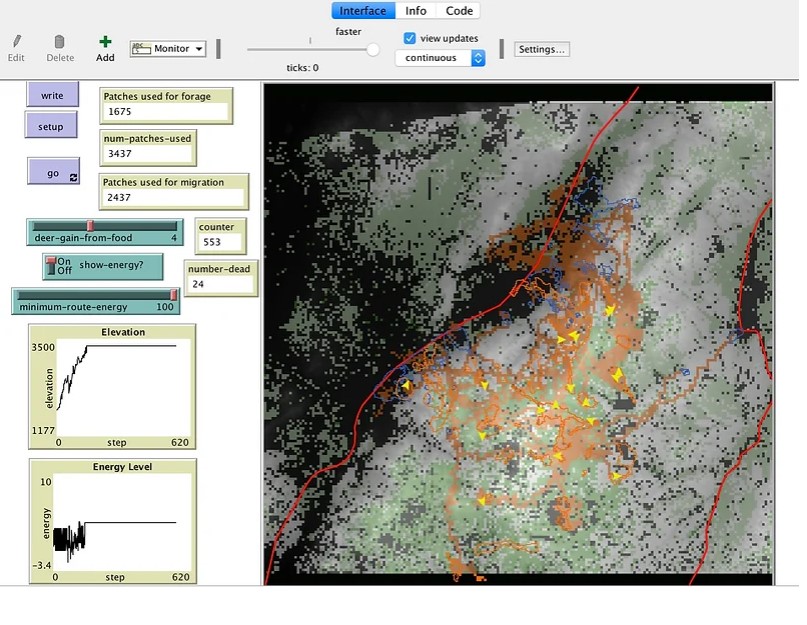 Interface Info Code
Edit Delete Add Monitor
faster
ticks: 0
view updates
continuous
Settings...
write
setup
go
Patches used for forage
1675
num-patches-used
3437
Patches used for migration
2437
deer-gain-from-food 4
counter
553
On
Off
show-energy?
number-dead
24
minimum-route-energy 100
Elevation
3500
elevation
1177
0 step 620
Energy Level
10
energy
-3.4
0 step 620